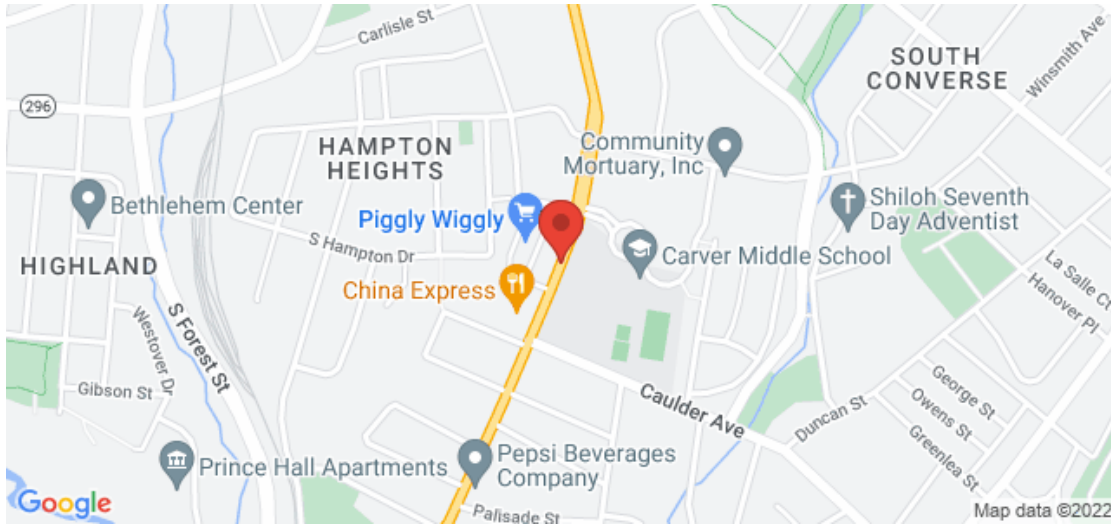 Carlisle St
SOUTH
CONVERSE
Winsmith Ave
296
HAMPTON
HEIGHTS
Community
Mortuary, Inc
Bethlehem Center
Piggly Wiggly
Shiloh Seventh
Day Adventist
S Hampton Dr
Carver Middle School
HIGHLAND
China Express
La Salle Ct
Hanover Pl
Westover Dr
S Forest St
Gibson St
Caulder Ave
Duncan St
George St
Owens St
Greenlea St
Prince Hall Apartments
Pepsi Beverages
Company
Palisade St
Google
Map data ©2022